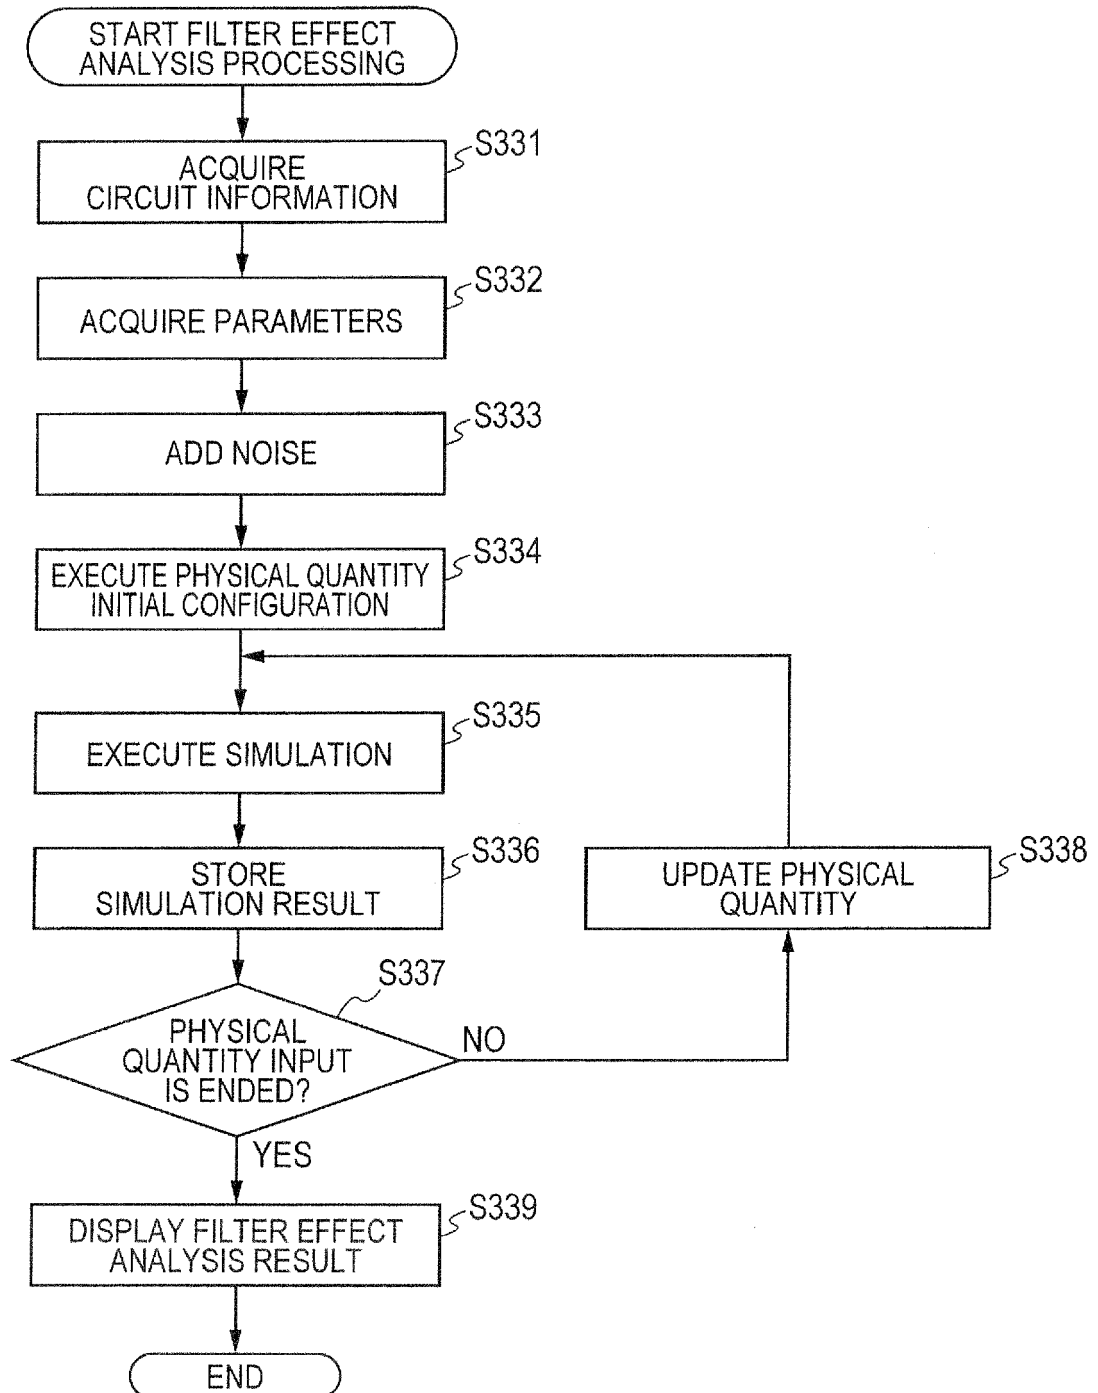 START FILTER EFFECT
ANALYSIS PROCESSING
S331
ACQUIRE
CIRCUIT INFORMATION
S332
ACQUIRE PARAMETERS
S333
ADD NOISE
S334
EXECUTE PHYSICAL QUANTITY
INITIAL CONFIGURATION
S335
EXECUTE SIMULATION
S336
STORE
SIMULATION RESULT
S338
UPDATE PHYSICAL
QUANTITY
S337
PHYSICAL
QUANTITY INPUT
IS ENDED?
NO
YES
S339
DISPLAY FILTER EFFECT
ANALYSIS RESULT
END